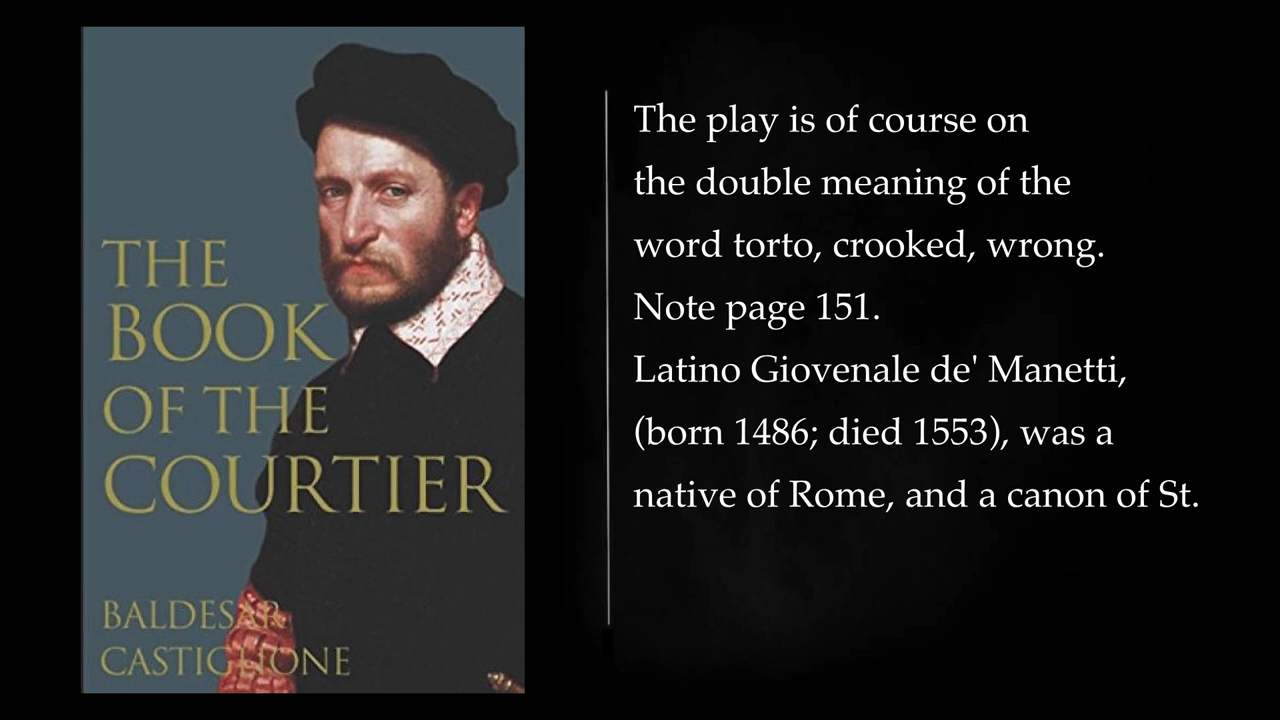 THE
BOOK
OF THE
COURTIER
BALDESAR
CASTIGLIONE
The play is of course on
the double meaning of the
word torto, crooked, wrong.
Note page 151.
Latino Giovenale de' Manetti,
(born 1486; died 1553), was a
native of Rome, and a canon of St.